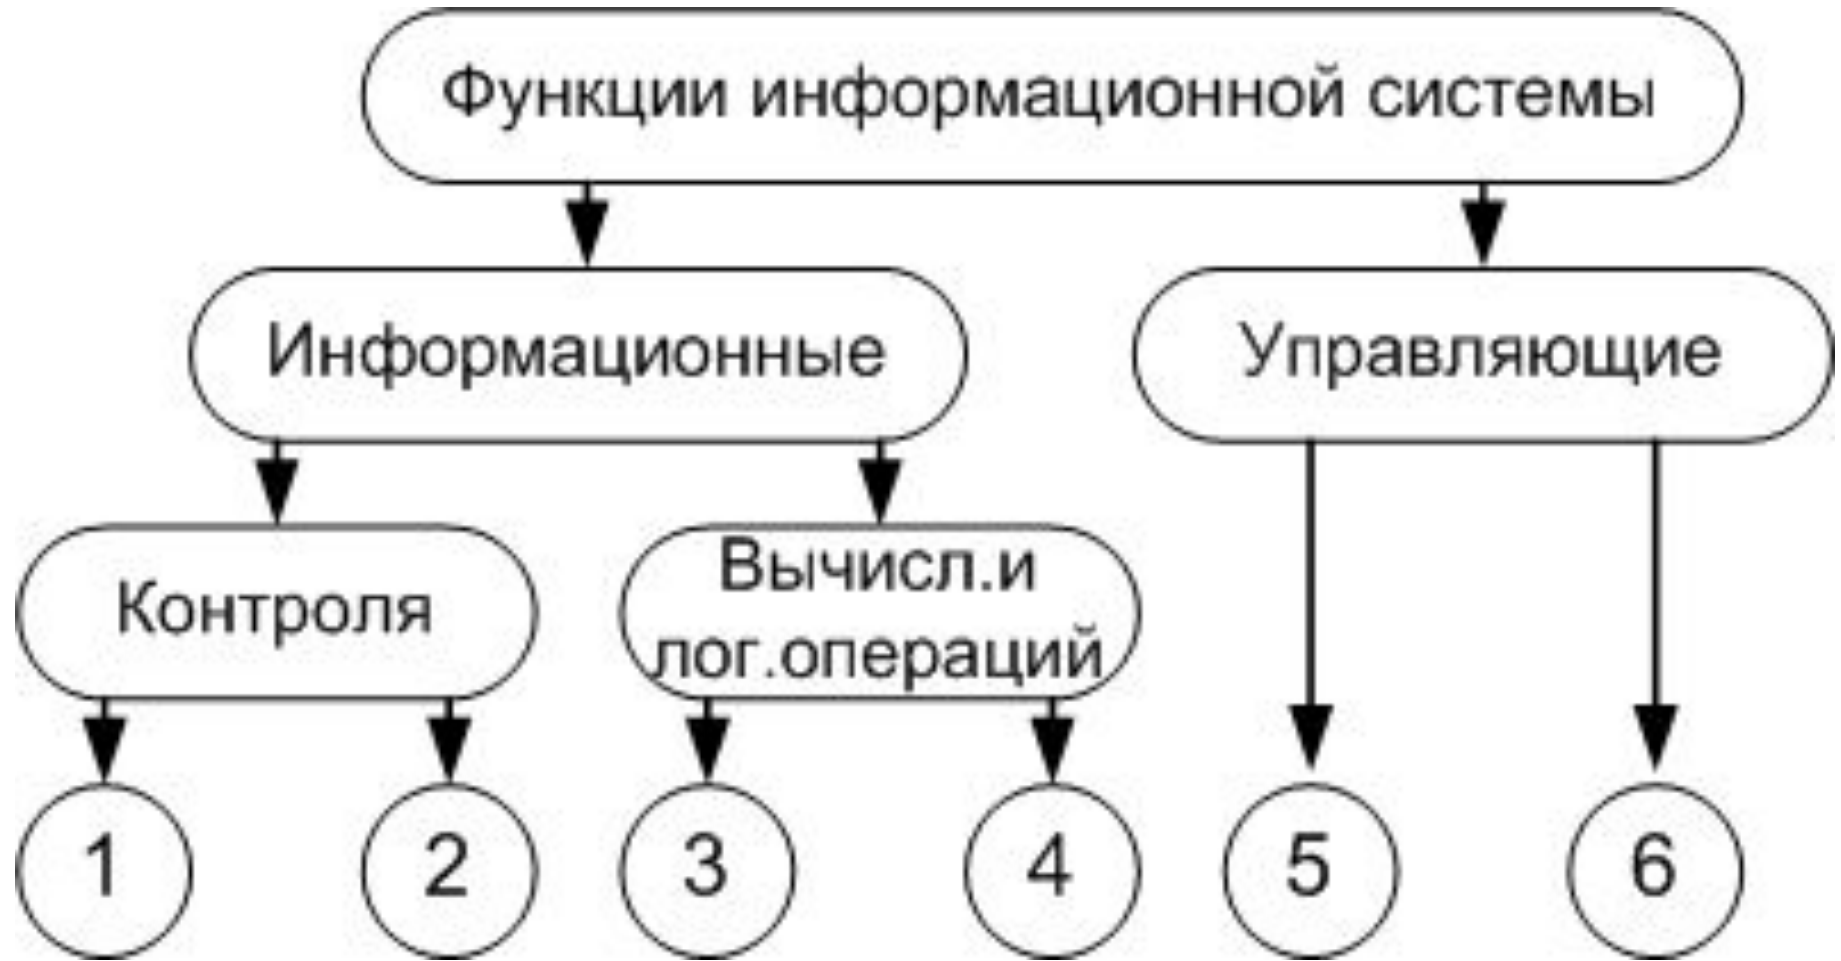 Функции информационной системы
Информационные
Управляющие
Контроля
Вычисл.и
лог.операций
1
2
3
4
5
6